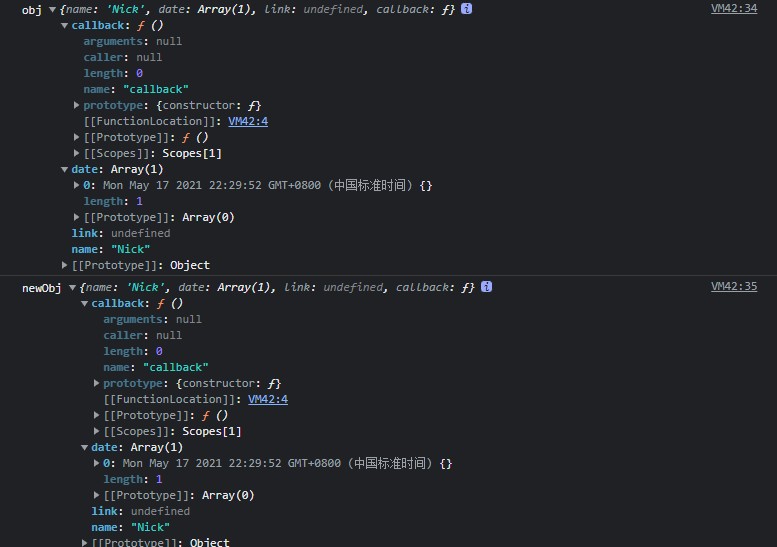 obj ▼{name: 'Nick', date: Array(1), link: undefined, callback: ƒ} i VM42:34
▼callback: ƒ ()
arguments: null
caller: null
length: 0
name: "callback"
▶prototype: {constructor: ƒ}
[[FunctionLocation]]: VM42:4
▶[[Prototype]]: ƒ ()
▶[[Scopes]]: Scopes[1]
▼date: Array(1)
▶0: Mon May 17 2021 22:29:52 GMT+0800 (中国标准时间) {}
length: 1
▶[[Prototype]]: Array(0)
link: undefined
name: "Nick"
▶[[Prototype]]: Object
newObj ▼{name: 'Nick', date: Array(1), link: undefined, callback: ƒ} i VM42:35
▼callback: ƒ ()
arguments: null
caller: null
length: 0
name: "callback"
▶prototype: {constructor: ƒ}
[[FunctionLocation]]: VM42:4
▶[[Prototype]]: ƒ ()
▶[[Scopes]]: Scopes[1]
▼date: Array(1)
▶0: Mon May 17 2021 22:29:52 GMT+0800 (中国标准时间) {}
length: 1
▶[[Prototype]]: Array(0)
link: undefined
name: "Nick"
▶[[Prototype]]: Object